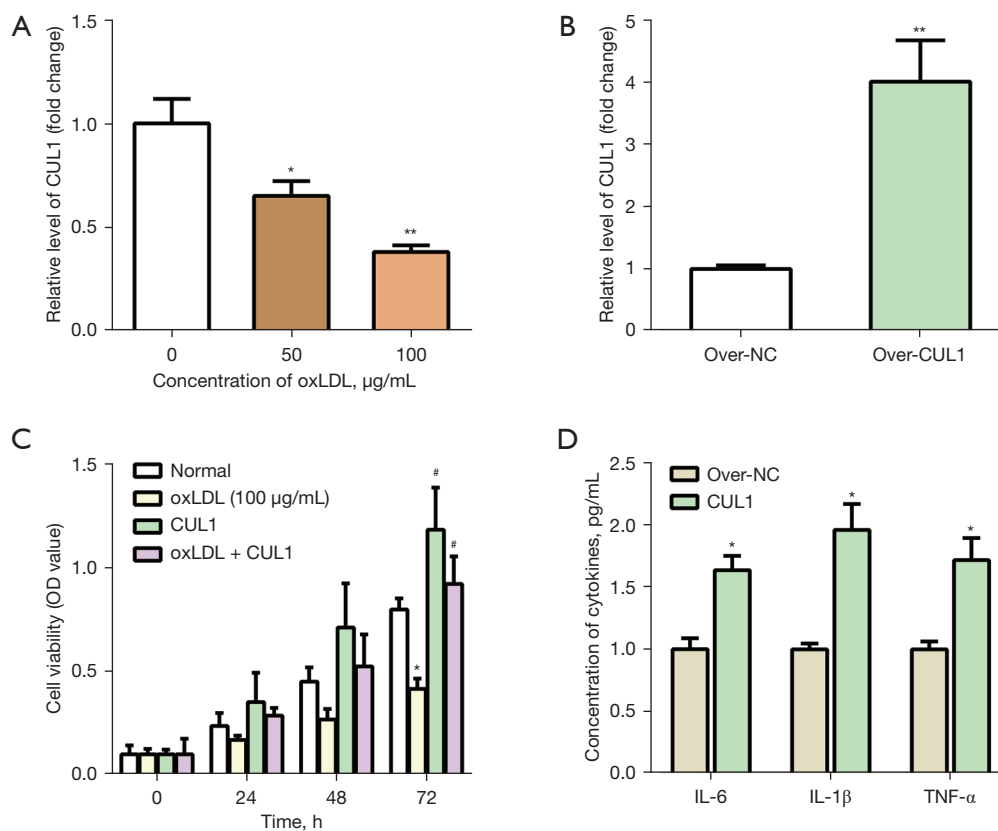 A
Relative level of CUL1 (fold change)
1.5
1.0
0.5
0.0
*
**
0 50 100
Concentration of oxLDL, µg/mL
B
Relative level of CUL1 (fold change)
5
4
3
2
1
0
**
Over-NC Over-CUL1
C
Cell viability (OD value)
1.5
1.0
0.5
0.0
Normal
oxLDL (100 µg/mL)
CUL1
oxLDL + CUL1
#
#
*
0 24 48 72
Time, h
D
Concentration of cytokines, pg/mL
2.5
2.0
1.5
1.0
0.5
0.0
Over-NC
CUL1
* * *
IL-6 IL-1β TNF-α